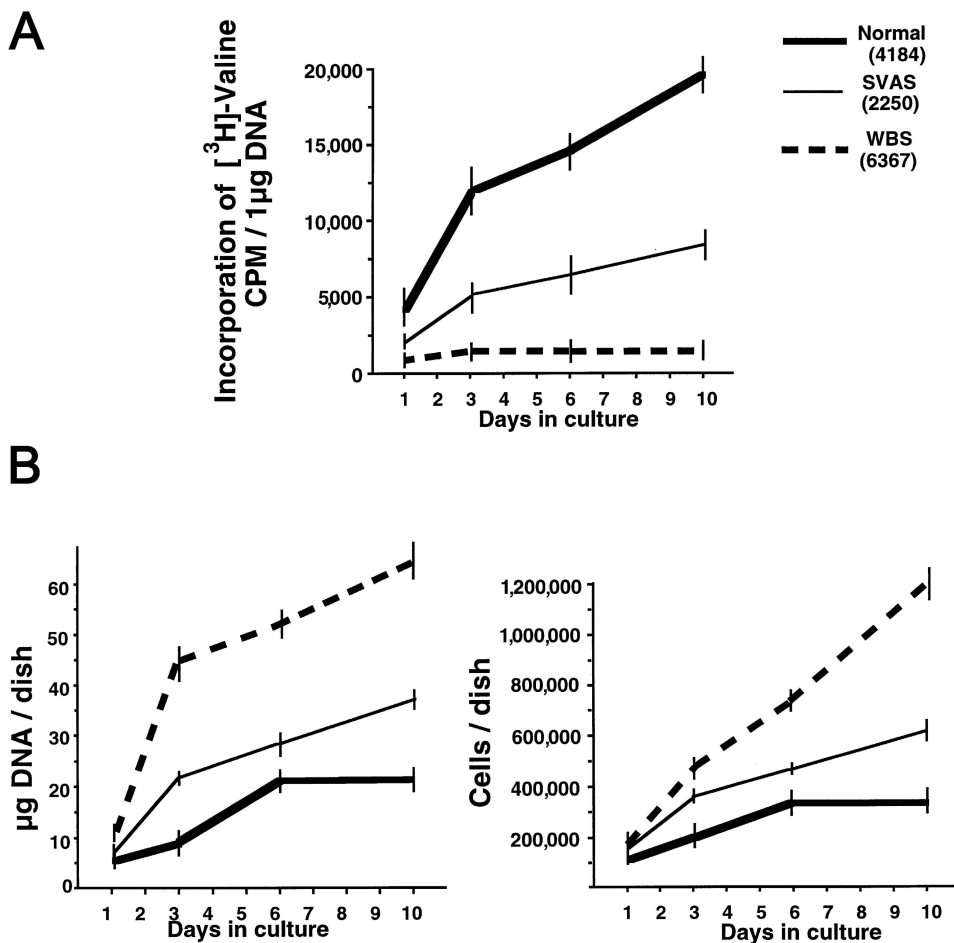 A
Incorporation of [³H]-Valine
CPM / 1µg DNA
20,000
15,000
10,000
5,000
0
1 2 3 4 5 6 7 8 9 10
Days in culture
Normal
(4184)
SVAS
(2250)
WBS
(6367)
B
µg DNA / dish
60
50
40
30
20
10
0
1 2 3 4 5 6 7 8 9 10
Days in culture
Cells / dish
1,200,000
1,000,000
800,000
600,000
400,000
200,000
1 2 3 4 5 6 7 8 9 10
Days in culture